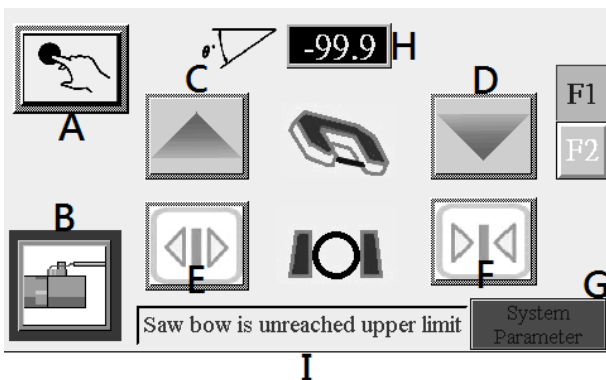 θ°
-99.9
H
C
D
F1
A
F2
B
E
F
G
Saw bow is unreached upper limit
System
Parameter
I